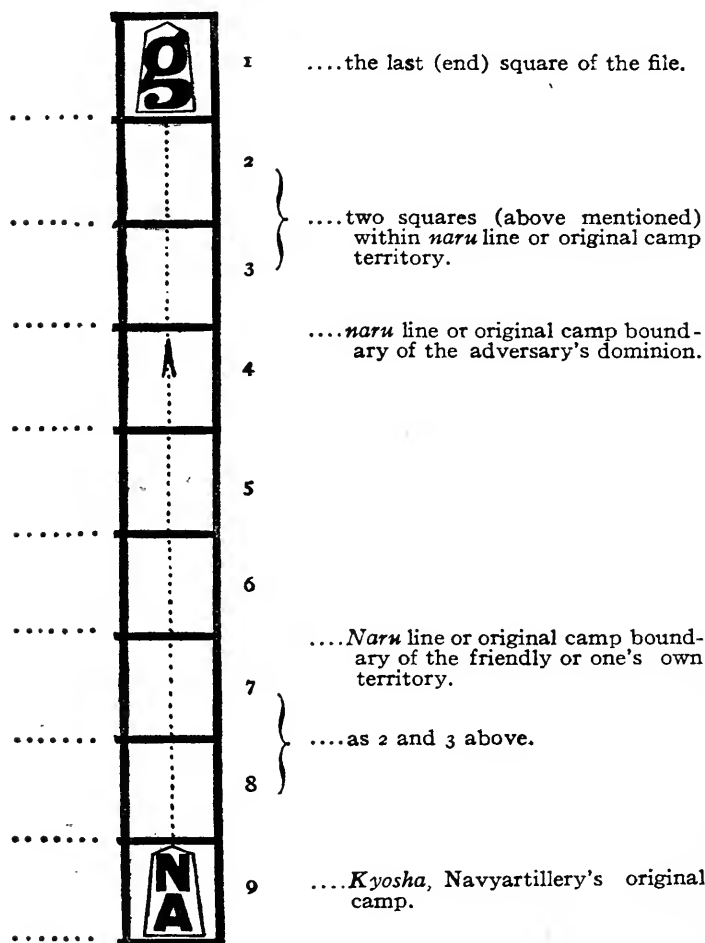 g
1 ....the last (end) square of the file.
2
....two squares (above mentioned)
within naru line or original camp
3 territory.
....naru line or original camp bound-
4 ary of the adversary's dominion.
5
6
....Naru line or original camp bound-
ary of the friendly or one's own
7 territory.
....as 2 and 3 above.
8
N
9 ....Kyosha, Navyartillery's original
A camp.